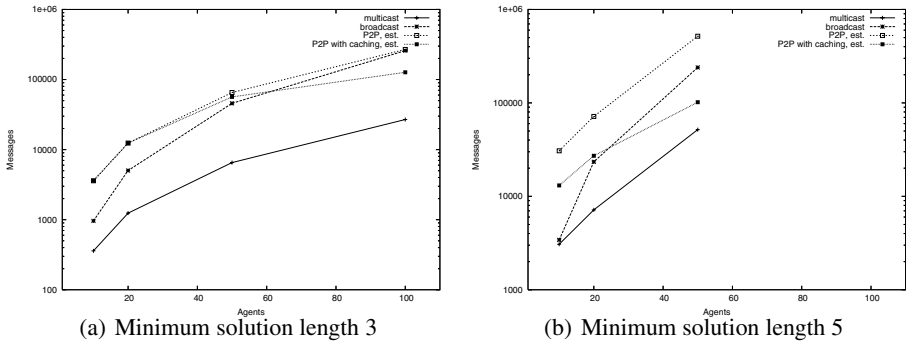 1e+06
100000
10000
1000
100
Messages
20
40
60
80
100
Agents
multicast
broadcast
P2P, est.
P2P with caching, est.
(a) Minimum solution length 3
1e+06
100000
10000
1000
Messages
20
40
60
80
100
Agents
multicast
broadcast
P2P, est.
P2P with caching, est.
(b) Minimum solution length 5